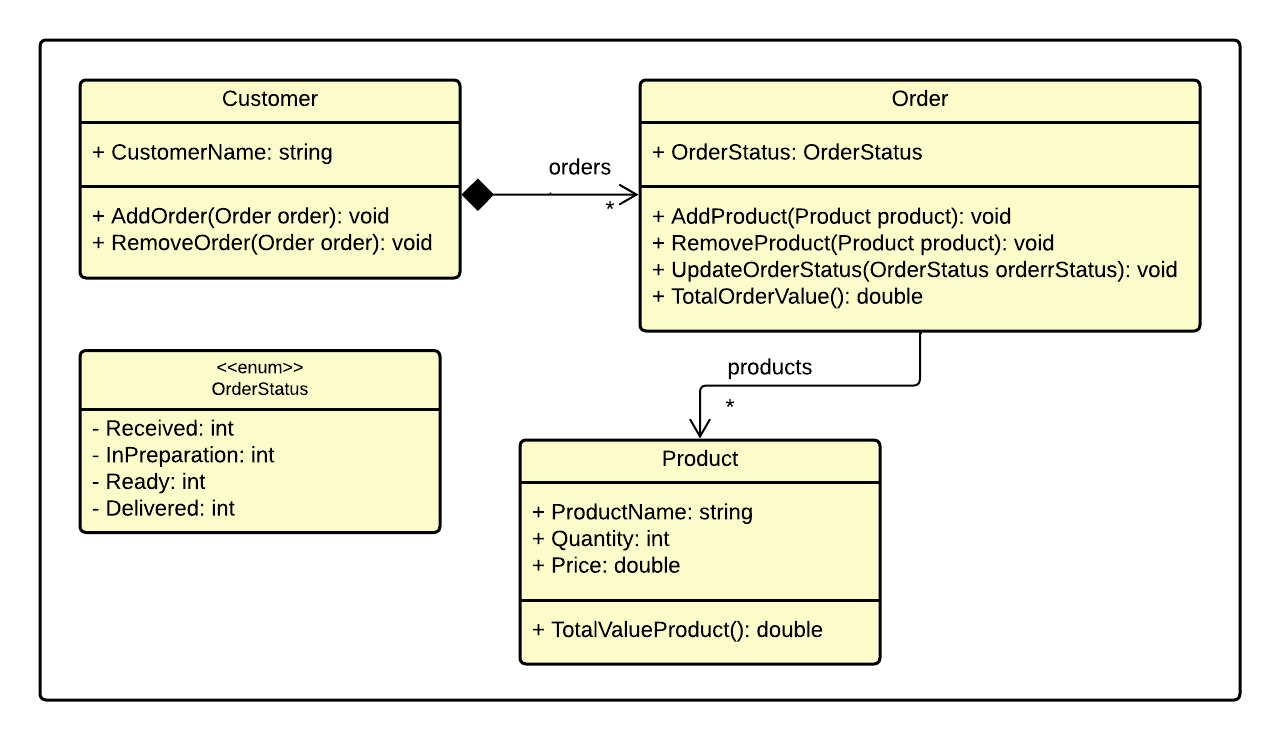 Customer
+ CustomerName: string
+ AddOrder(Order order): void
+ RemoveOrder(Order order): void
orders
*
Order
+ OrderStatus: OrderStatus
+ AddProduct(Product product): void
+ RemoveProduct(Product product): void
+ UpdateOrderStatus(OrderStatus orderrStatus): void
+ TotalOrderValue(): double
<<enum>>
OrderStatus
- Received: int
- InPreparation: int
- Ready: int
- Delivered: int
products
*
Product
+ ProductName: string
+ Quantity: int
+ Price: double
+ TotalValueProduct(): double